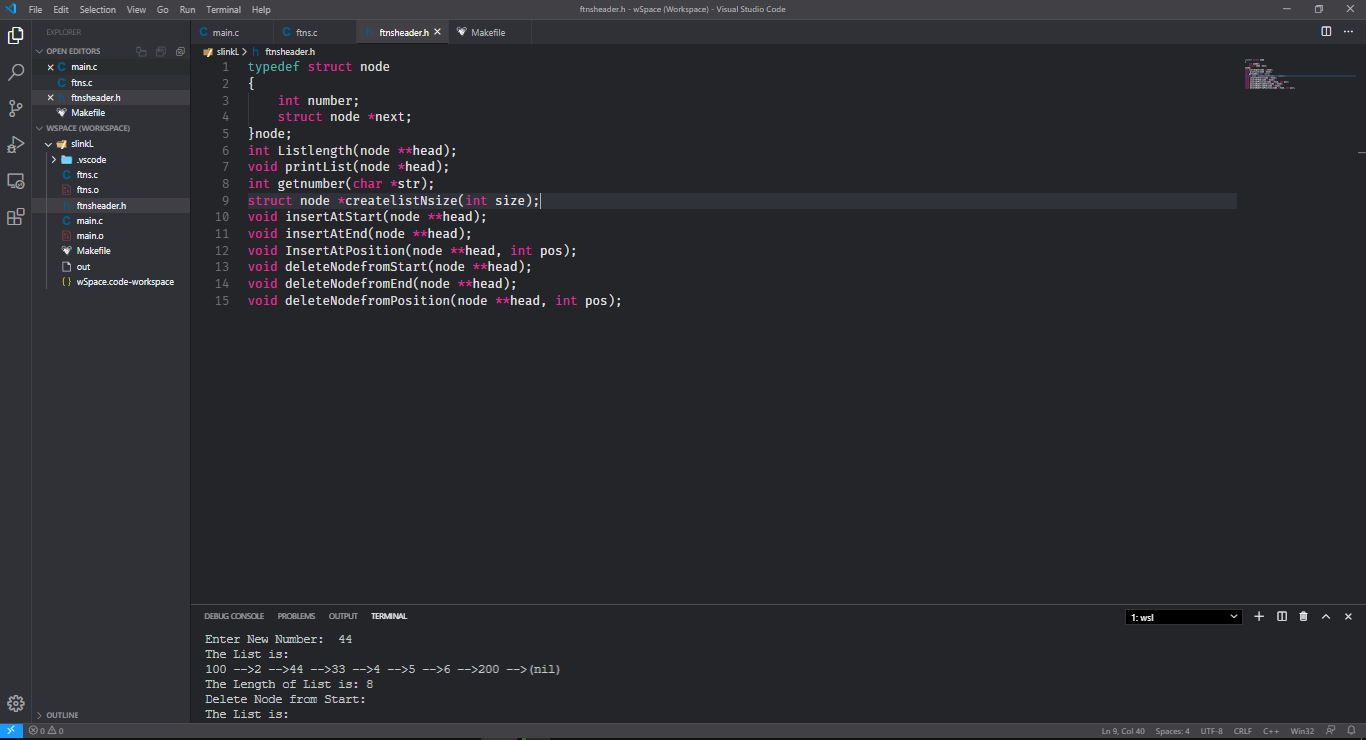 File Edit Selection View Go Run Terminal Help
ftnsheader.h - wSpace (Workspace) - Visual Studio Code
EXPLORER
OPEN EDITORS
main.c
ftns.c
ftnsheader.h
Makefile
WSPACE (WORKSPACE)
slinkL
.vscode
ftns.c
ftns.o
ftnsheader.h
main.c
main.o
Makefile
out
wSpace.code-workspace
OUTLINE
main.c ftns.c ftnsheader.h Makefile
slinkL > ftnsheader.h
1 typedef struct node
2 {
3 int number;
4 struct node *next;
5 }node;
6 int Listlength(node **head);
7 void printList(node *head);
8 int getnumber(char *str);
9 struct node *createlistNsize(int size);
10 void insertAtStart(node **head);
11 void insertAtEnd(node **head);
12 void InsertAtPosition(node **head, int pos);
13 void deleteNodefromStart(node **head);
14 void deleteNodefromEnd(node **head);
15 void deleteNodefromPosition(node **head, int pos);
DEBUG CONSOLE PROBLEMS OUTPUT TERMINAL
1: wsl
Enter New Number: 44
The List is:
100 -->2 -->44 -->33 -->4 -->5 -->6 -->200 -->(nil)
The Length of List is: 8
Delete Node from Start:
The List is:
0 0
Ln 9, Col 40 Spaces: 4 UTF-8 CRLF C++ Win32